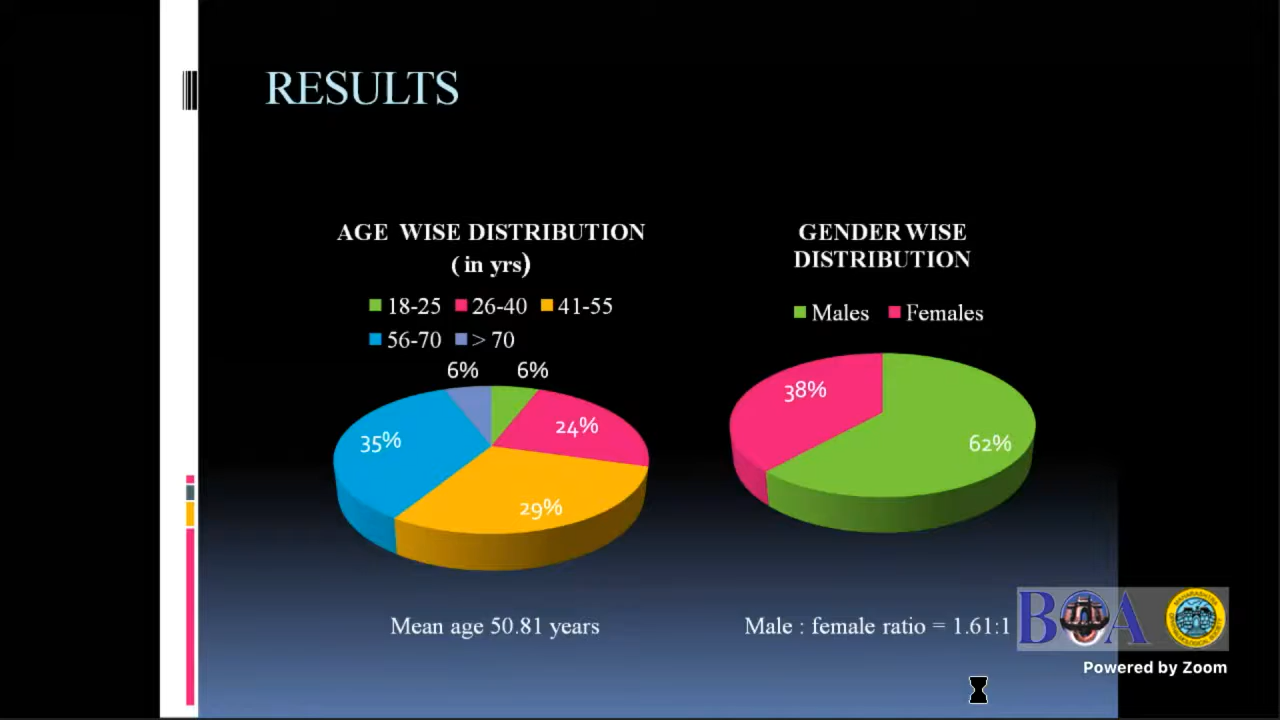 RESULTS
AGE WISE DISTRIBUTION
( in yrs)
18-25 26-40 41-55
56-70 > 70
6% 6%
24%
35%
29%
GENDER WISE
DISTRIBUTION
Males Females
38%
62%
Mean age 50.81 years
Male : female ratio = 1.61:1
BOA
Powered by Zoom